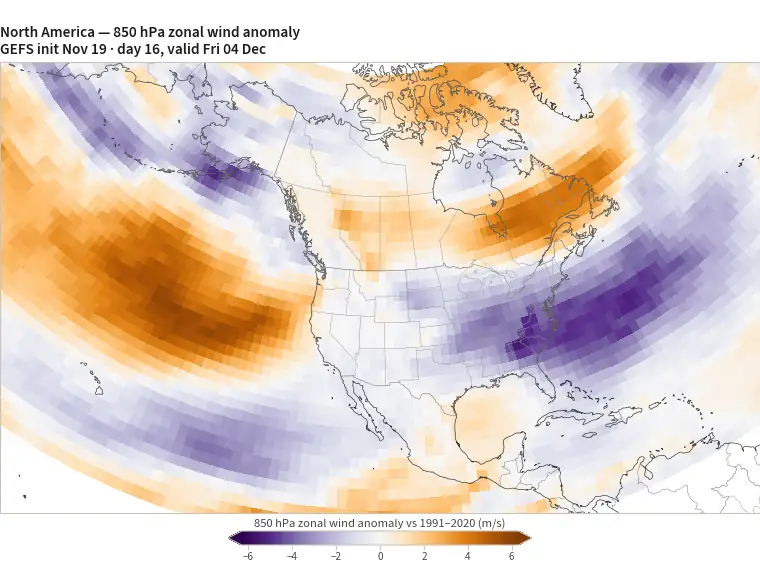 North America — 850 hPa zonal wind anomaly
GEFS init Nov 19 · day 16, valid Fri 04 Dec
850 hPa zonal wind anomaly vs 1991–2020 (m/s)
−6 −4 −2 0 2 4 6